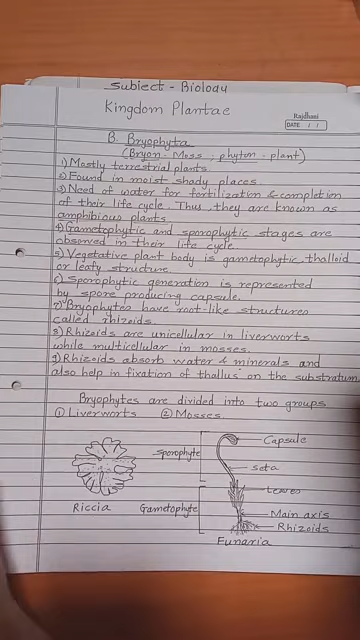 Subject - Biology
Kingdom Plantae
Rajdhani
DATE / /
B. Bryophyta
(Bryon - Moss ; phyton - plant)
1) Mostly terrestrial plants
2) Found in moist shady places
3) Need of water for fertilization & completion
of their life cycle. Thus, they are known as
amphibious plants.
4) Gametophytic and sporophytic stages are
observed in their life cycle
5) Vegetative plant body is gametophytic, thalloid
or leafy structure.
6) Sporophytic generation is represented
by spore producing capsule.
7) Bryophytes have root-like structures
called rhizoids
8) Rhizoids are unicellular in liverworts
while multicellular in mosses.
9) Rhizoids absorb water & minerals and
also help in fixation of thallus on the substratum
Bryophytes are divided into two groups
① Liverworts ② Mosses
Sporophyte
Capsule
seta
Leaves
Riccia
Gametophyte
Main axis
Rhizoids
Funaria